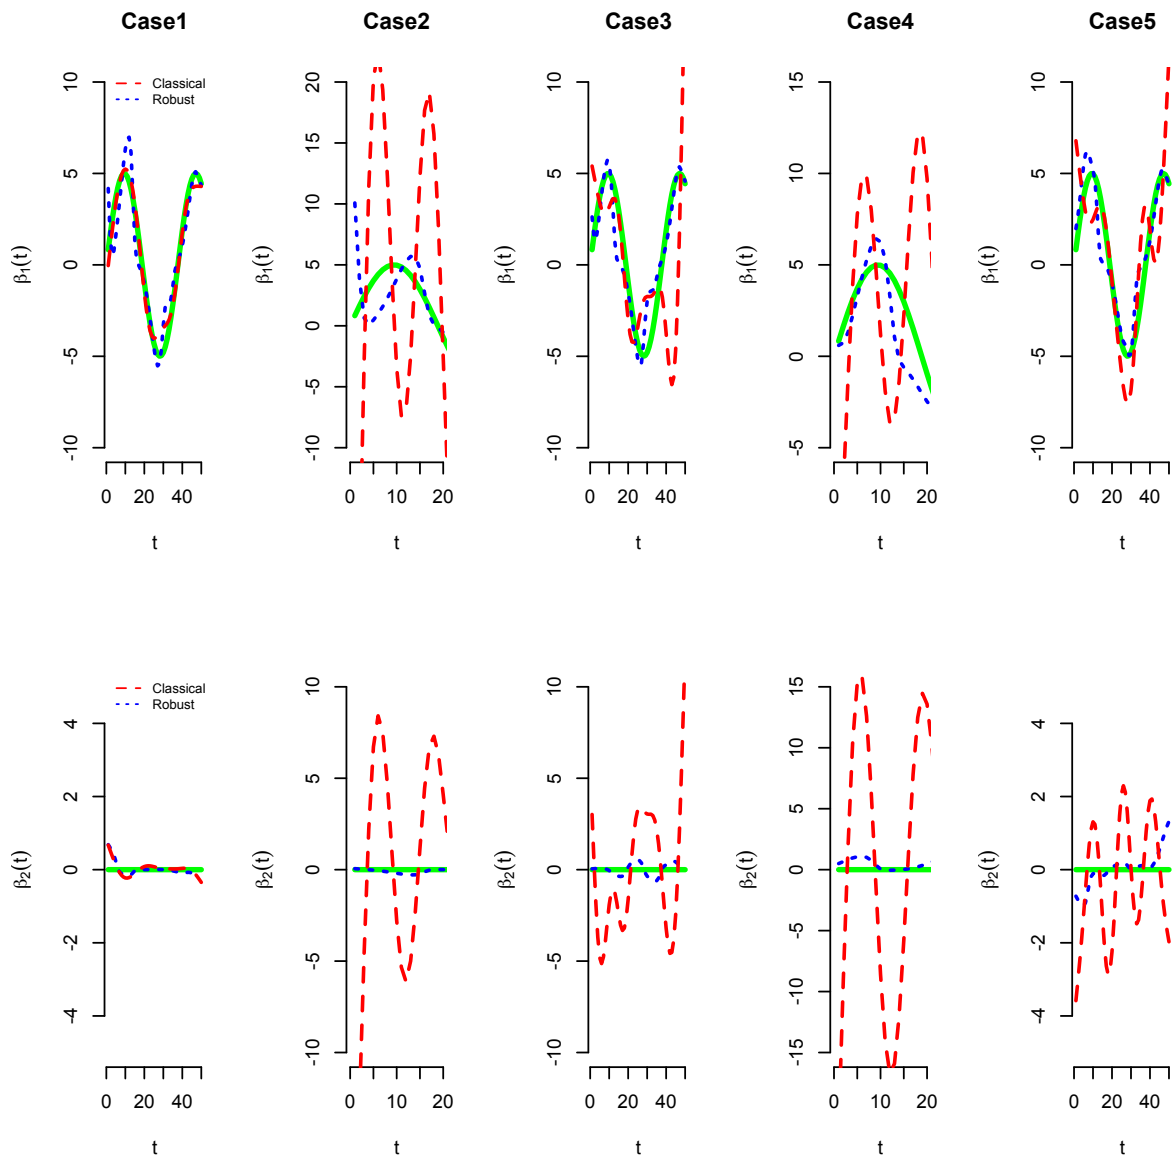 Case1 Case2 Case3 Case4 Case5
Classical
Robust
β1(t) β1(t) β1(t) β1(t) β1(t)
10 5 0 -5 -10
20 15 10 5 0 -5 -10
10 5 0 -5 -10
15 10 5 0 -5
10 5 0 -5 -10
0 20 40 0 10 20 0 20 40 0 10 20 0 20 40
t t t t t
Classical
Robust
β2(t) β2(t) β2(t) β2(t) β2(t)
4 2 0 -2 -4
10 5 0 -5 -10
10 5 0 -5 -10
15 10 5 0 -5 -10 -15
4 2 0 -2 -4
0 20 40 0 10 20 0 20 40 0 10 20 0 20 40
t t t t t